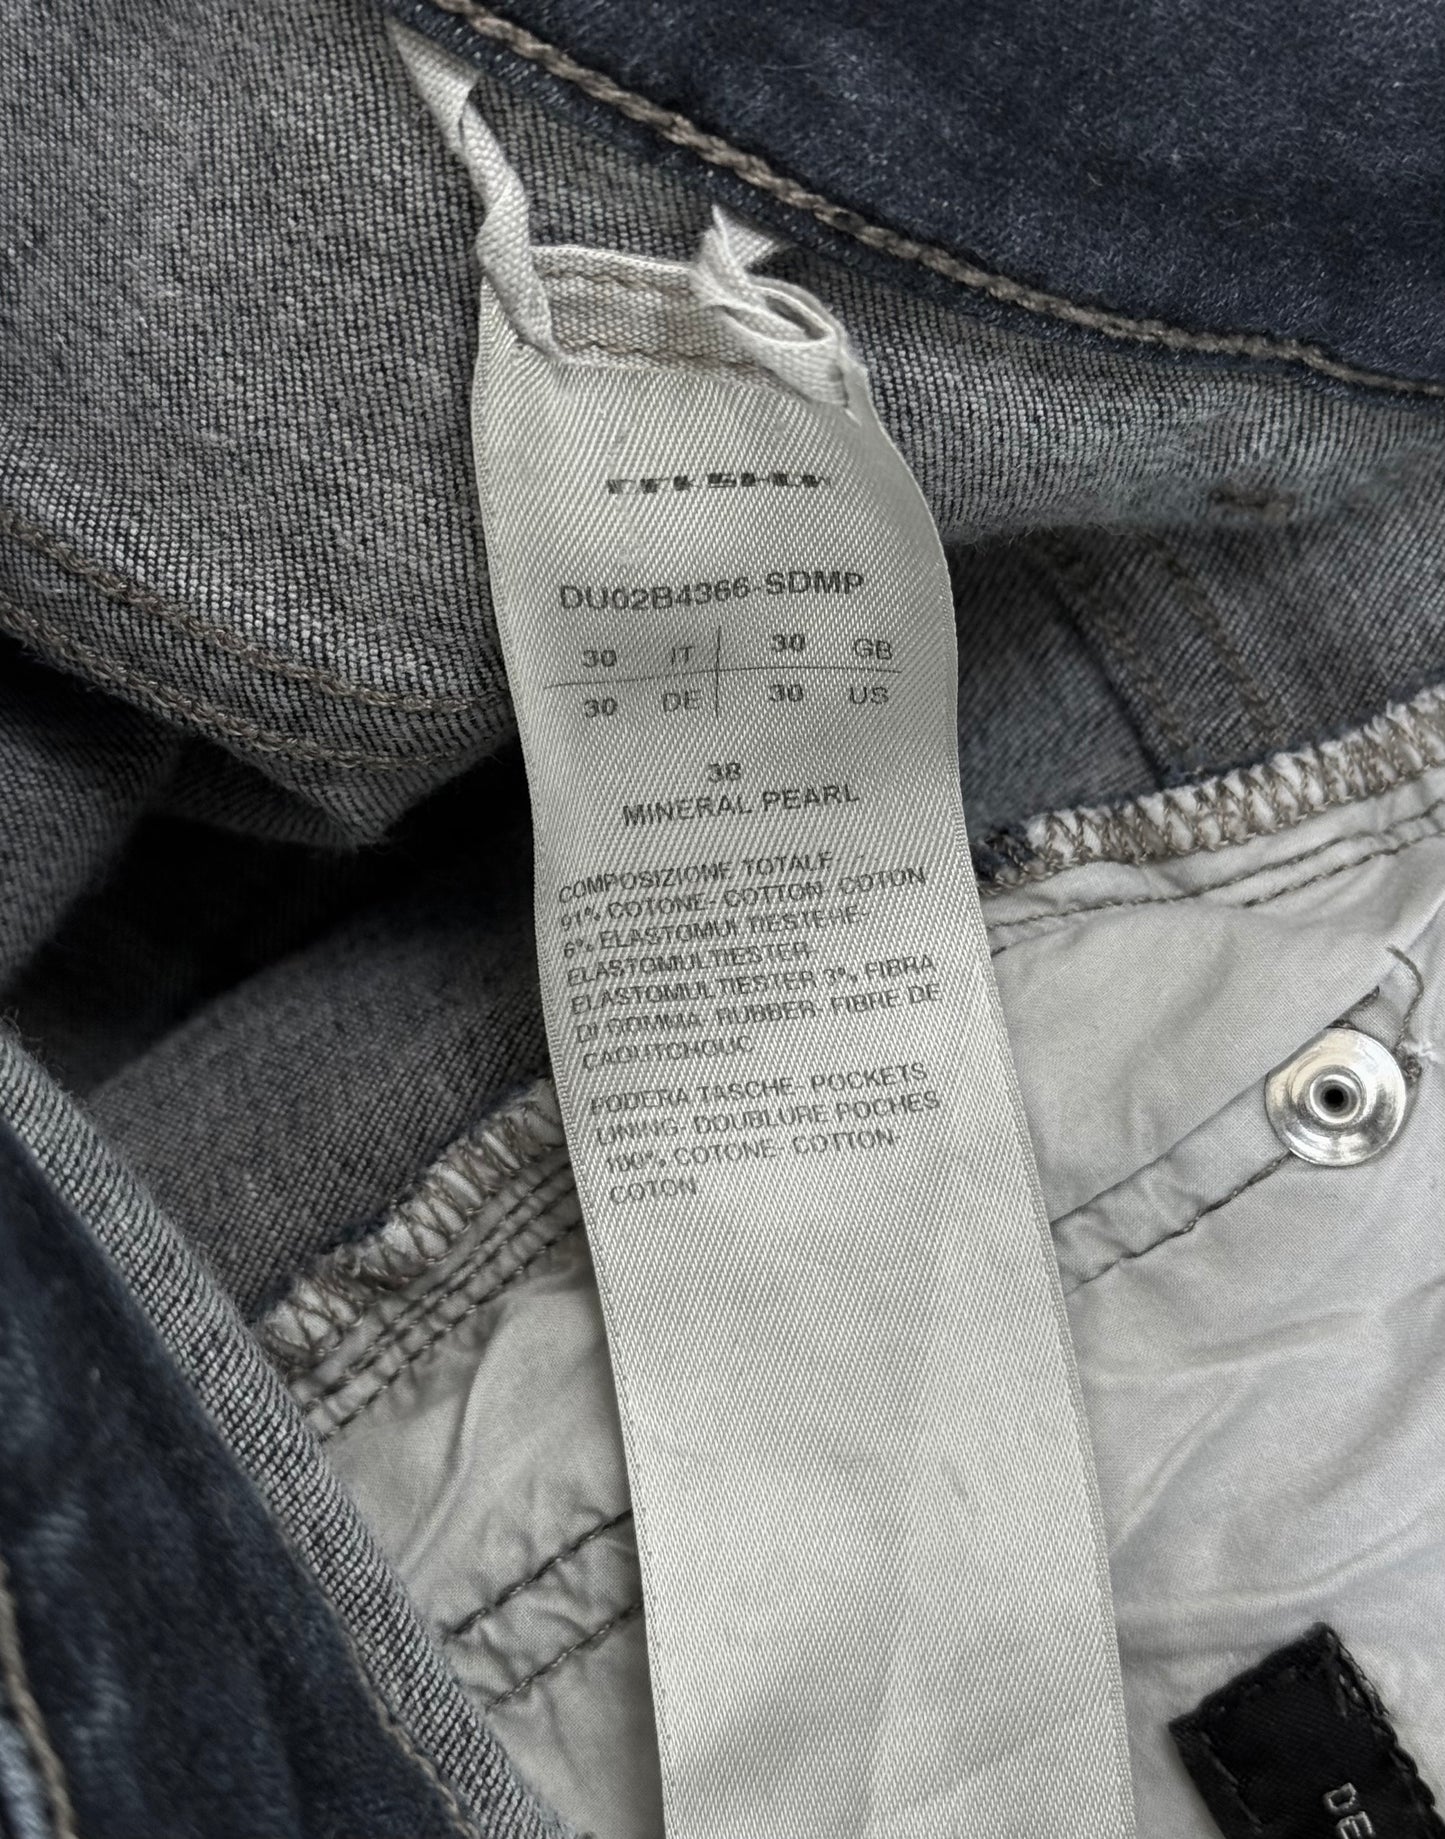 DU02B4366-SDMP
30 IT 30 GB
30 DE 30 US
38
MINERAL PEARL
COMPOSIZIONE TOTALE-
91% COTONE- COTTON- COTON
6% ELASTOMULTIESTERE-
ELASTOMULTIESTER
ELASTOMULTIESTER 3% FIBRA
DI GOMMA- RUBBER- FIBRE DE
CAOUTCHOUC
FODERA TASCHE- POCKETS
LINING- DOUBLURE POCHES
100% COTONE- COTTON-
COTON
DE